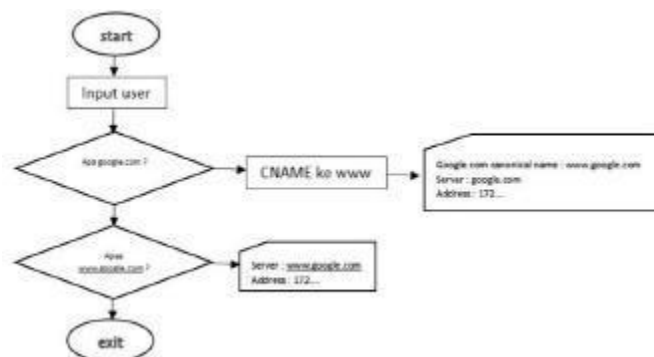 start
Input user
Apa google.com ?
CNAME ke www
Google com canonical name : www.google.com
Server : google.com
Address : 172....
Apaa
www.google.com ?
Server : www.google.com
Address : 172....
exit